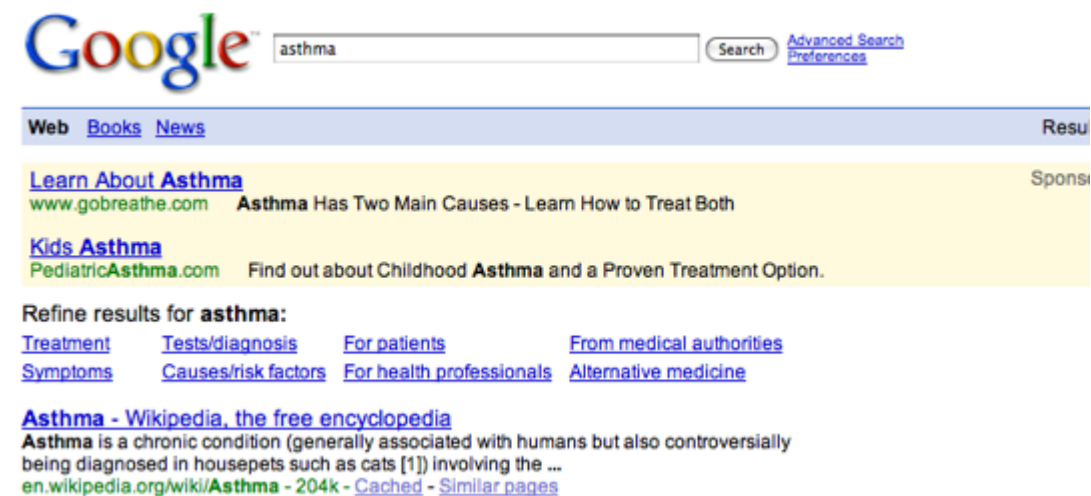 Google™ asthma Search Advanced Search
Preferences
Web Books News
Learn About Asthma
www.gobreathe.com Asthma Has Two Main Causes - Learn How to Treat Both
Kids Asthma
PediatricAsthma.com Find out about Childhood Asthma and a Proven Treatment Option.
Refine results for asthma:
Treatment Tests/diagnosis For patients From medical authorities
Symptoms Causes/risk factors For health professionals Alternative medicine
Asthma - Wikipedia, the free encyclopedia
Asthma is a chronic condition (generally associated with humans but also controversially
being diagnosed in housepets such as cats [1]) involving the ...
en.wikipedia.org/wiki/Asthma - 204k - Cached - Similar pages